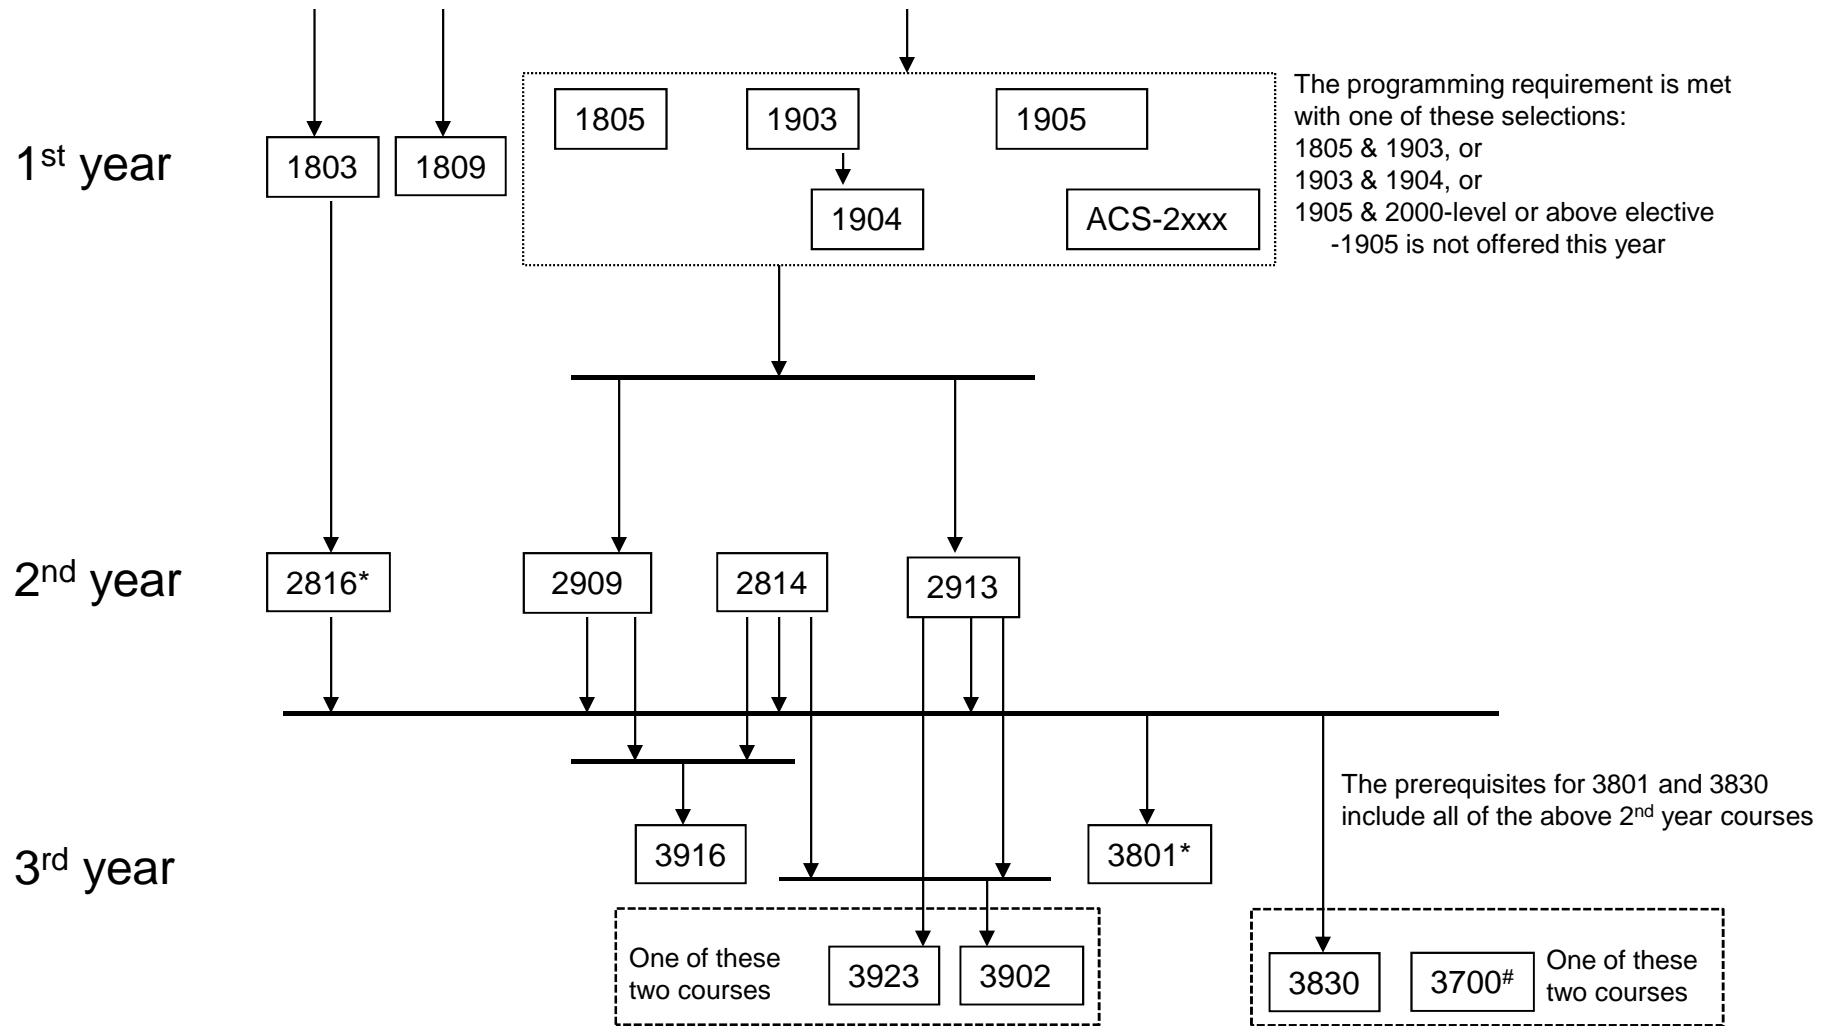 The programming requirement is met
with one of these selections:
1805 & 1903, or
1903 & 1904, or
1905 & 2000-level or above elective
-1905 is not offered this year
1805 1903 1905
1st year 1803 1809
1904 ACS-2xxx
2nd year 2816* 2909 2814 2913
The prerequisites for 3801 and 3830
include all of the above 2nd year courses
3rd year 3916 3801*
One of these
two courses
3923 3902
3830 3700#
One of these
two courses